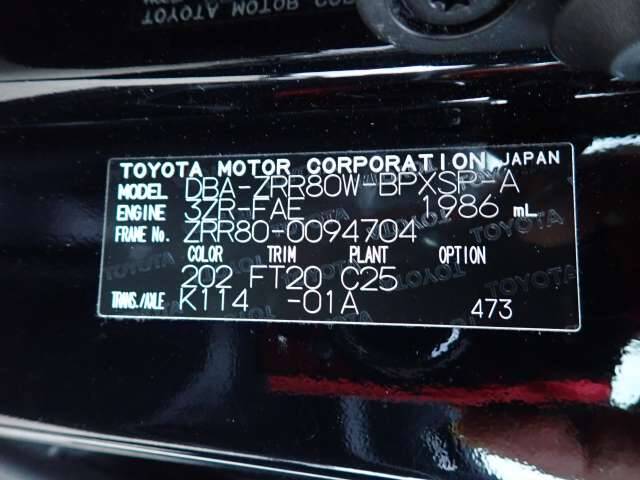 TOYOTA MOTOR CORPORATION JAPAN
MODEL DBA-ZRR80W-BPXSP-A
ENGINE 3ZR-FAE 1986 mL
FRAME No. ZRR80-0094704
COLOR TRIM PLANT OPTION
202 FT20 C25
TRANS./AXLE K114 -01A 473